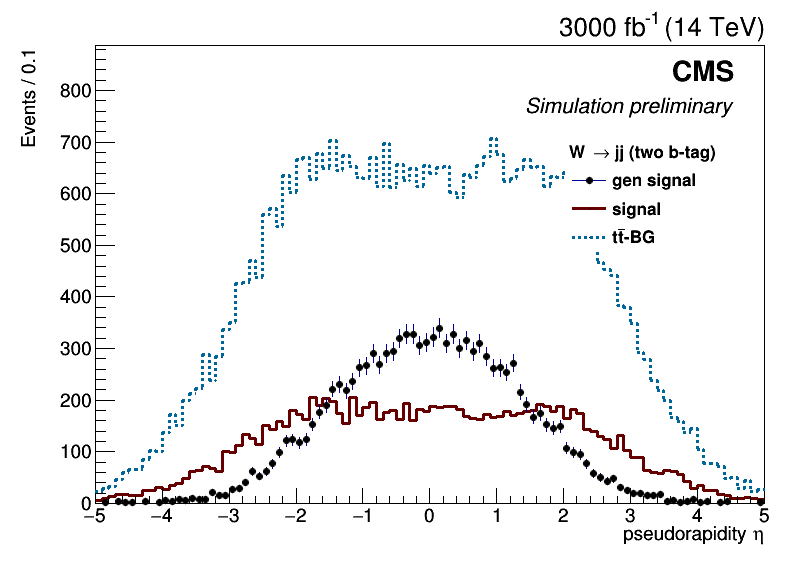 3000 fb⁻¹ (14 TeV)
CMS
Simulation preliminary
W → jj (two b-tag)
gen signal
signal
tt̄-BG
Events / 0.1
800
700
600
500
400
300
200
100
0
−5 −4 −3 −2 −1 0 1 2 3 4 5
pseudorapidity η